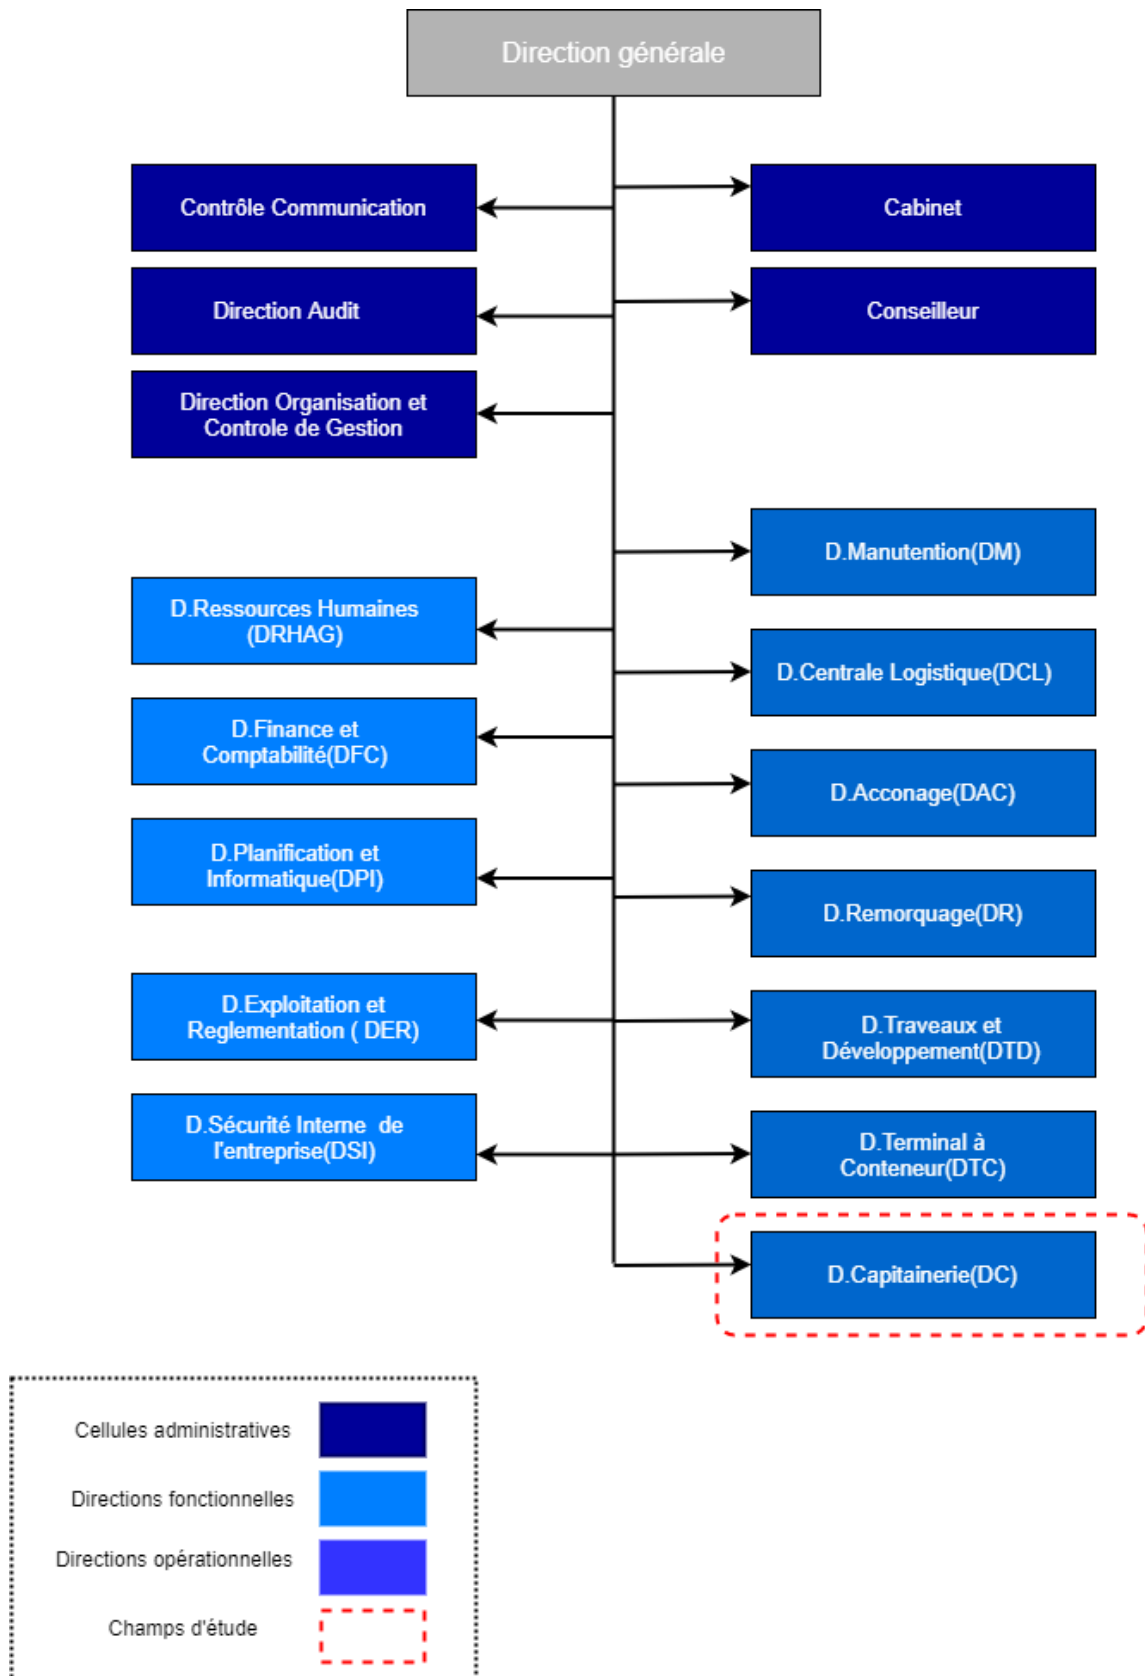 Direction générale
Contrôle Communication
Cabinet
Direction Audit
Conseilleur
Direction Organisation et
Controle de Gestion
D.Manutention(DM)
D.Ressources Humaines
(DRHAG)
D.Centrale Logistique(DCL)
D.Finance et
Comptabilité(DFC)
D.Acconage(DAC)
D.Planification et
Informatique(DPI)
D.Remorquage(DR)
D.Exploitation et
Reglementation ( DER)
D.Traveaux et
Développement(DTD)
D.Sécurité Interne  de
l'entreprise(DSI)
D.Terminal à
Conteneur(DTC)
D.Capitainerie(DC)
Cellules administratives
Directions fonctionnelles
Directions opérationnelles
Champs d'étude